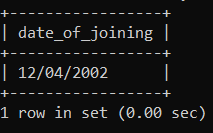 +-----------------+
| date_of_joining |
+-----------------+
| 12/04/2002      |
+-----------------+
1 row in set (0.00 sec)